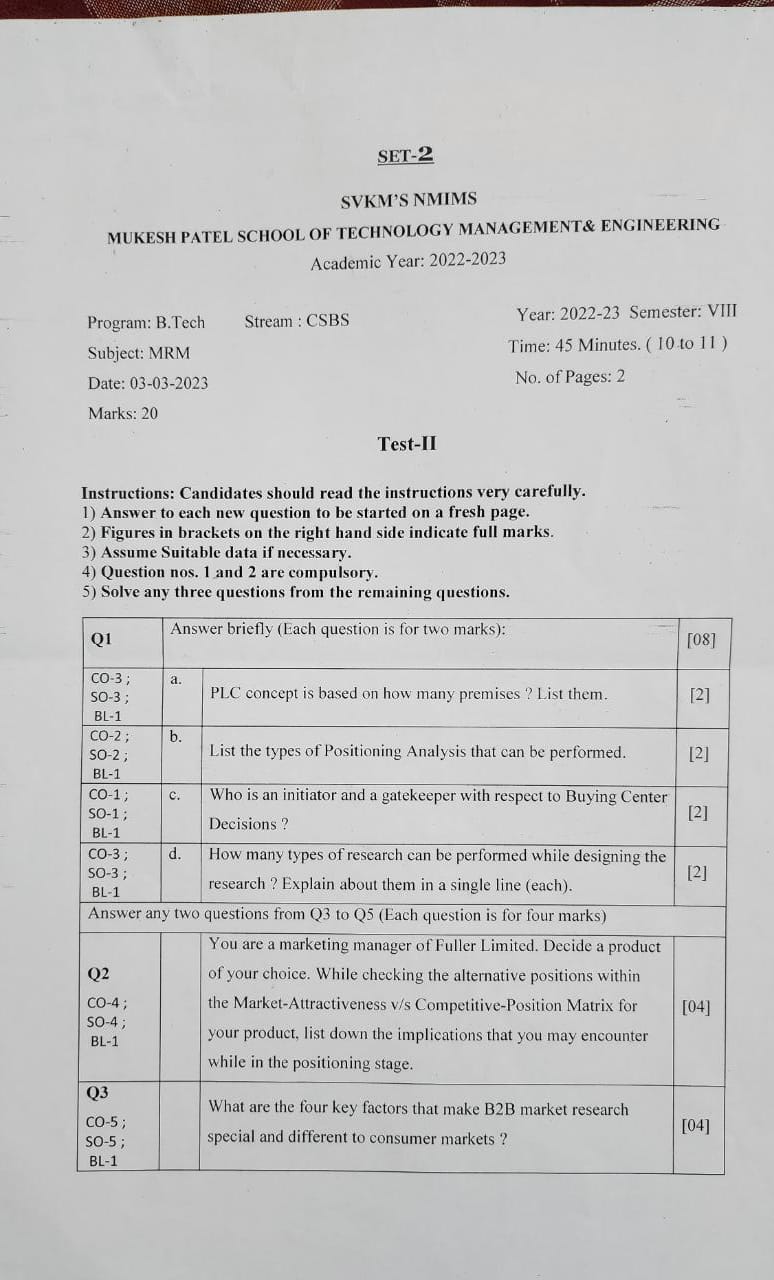 SET-2
SVKM'S NMIMS
MUKESH PATEL SCHOOL OF TECHNOLOGY MANAGEMENT& ENGINEERING
Academic Year: 2022-2023
Program: B.Tech Stream : CSBS Year: 2022-23 Semester: VIII
Subject: MRM Time: 45 Minutes. ( 10 to 11 )
Date: 03-03-2023 No. of Pages: 2
Marks: 20
Test-II
Instructions: Candidates should read the instructions very carefully.
1) Answer to each new question to be started on a fresh page.
2) Figures in brackets on the right hand side indicate full marks.
3) Assume Suitable data if necessary.
4) Question nos. 1 and 2 are compulsory.
5) Solve any three questions from the remaining questions.
Q1 Answer briefly (Each question is for two marks): [08]
CO-3 ;
SO-3 ;
BL-1
a. PLC concept is based on how many premises ? List them. [2]
CO-2 ;
SO-2 ;
BL-1
b. List the types of Positioning Analysis that can be performed. [2]
CO-1 ;
SO-1 ;
BL-1
c. Who is an initiator and a gatekeeper with respect to Buying Center
Decisions ? [2]
CO-3 ;
SO-3 ;
BL-1
d. How many types of research can be performed while designing the
research ? Explain about them in a single line (each). [2]
Answer any two questions from Q3 to Q5 (Each question is for four marks)
Q2
CO-4 ;
SO-4 ;
BL-1
You are a marketing manager of Fuller Limited. Decide a product
of your choice. While checking the alternative positions within
the Market-Attractiveness v/s Competitive-Position Matrix for
your product, list down the implications that you may encounter
while in the positioning stage.
[04]
Q3
CO-5 ;
SO-5 ;
BL-1
What are the four key factors that make B2B market research
special and different to consumer markets ?
[04]